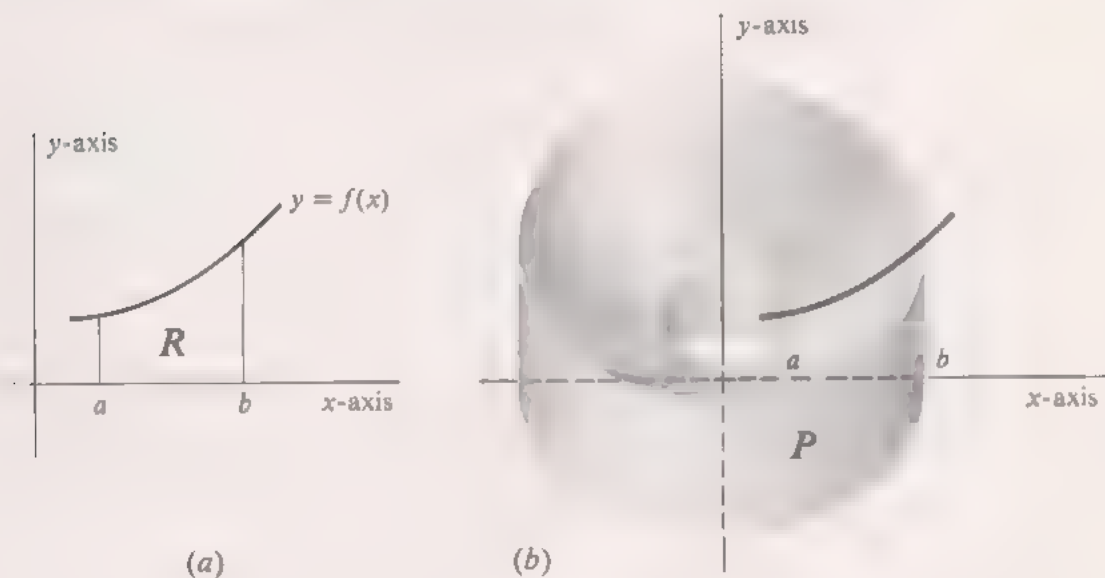 y-axis
y = f(x)
R
a
b
x-axis
(a)
y-axis
a
b
x-axis
P
(b)